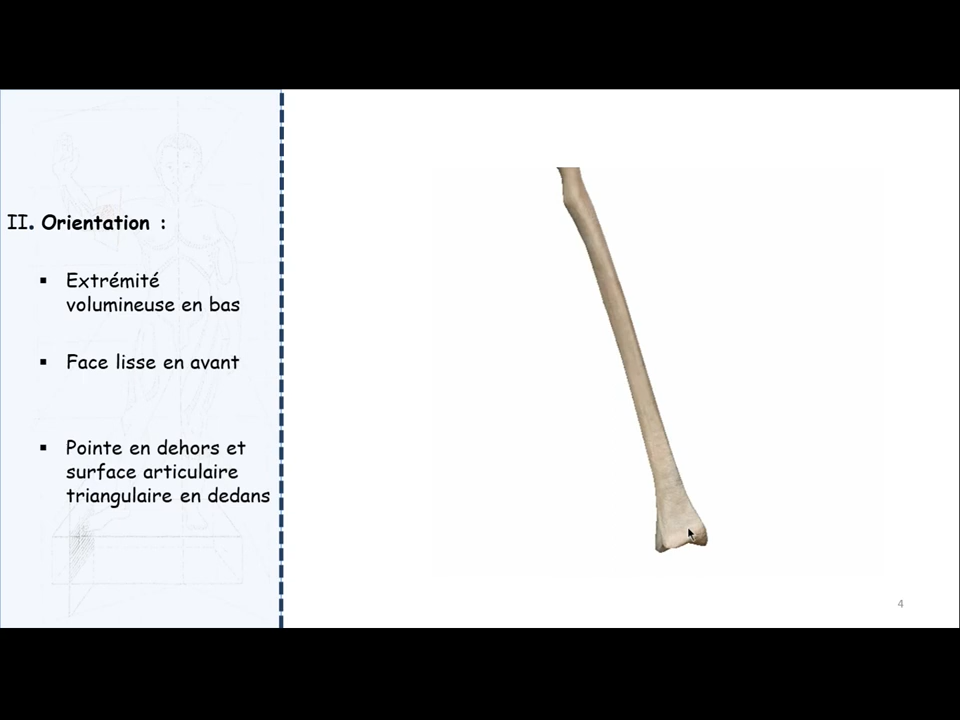 II. Orientation :
▪ Extrémité
volumineuse en bas
▪ Face lisse en avant
▪ Pointe en dehors et
surface articulaire
triangulaire en dedans
4